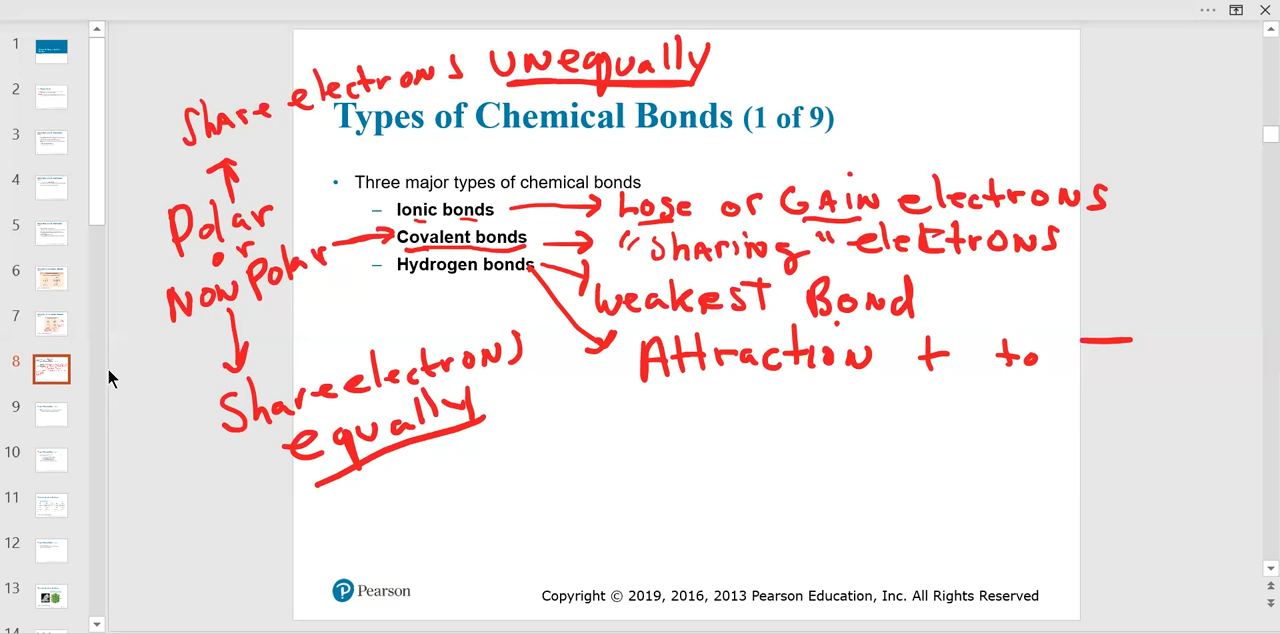 Share electrons unequally
Types of Chemical Bonds (1 of 9)
• Three major types of chemical bonds
– Ionic bonds → Lose or GAin electrons
Polar
or
Non Polar → – Covalent bonds → "Sharing" electrons
– Hydrogen bonds
Weakest Bond
Attraction + to –
Share electrons
equally
Pearson
Copyright © 2019, 2016, 2013 Pearson Education, Inc. All Rights Reserved
1
2
3
4
5
6
7
8
9
10
11
12
13
14